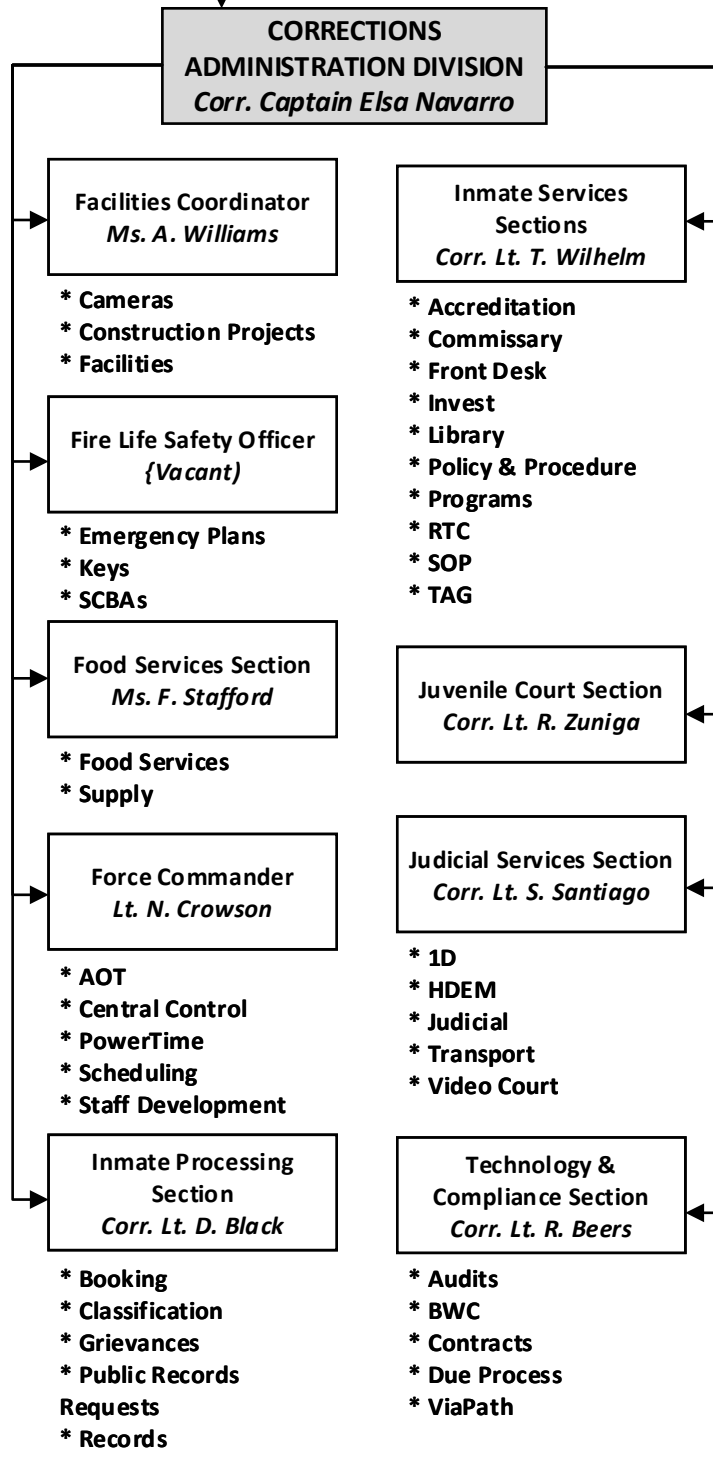 CORRECTIONS
ADMINISTRATION DIVISION
Corr. Captain Elsa Navarro
Facilities Coordinator
Ms. A. Williams
* Cameras
* Construction Projects
* Facilities
Fire Life Safety Officer
{Vacant)
* Emergency Plans
* Keys
* SCBAs
Food Services Section
Ms. F. Stafford
* Food Services
* Supply
Force Commander
Lt. N. Crowson
* AOT
* Central Control
* PowerTime
* Scheduling
* Staff Development
Inmate Processing
Section
Corr. Lt. D. Black
* Booking
* Classification
* Grievances
* Public Records
Requests
* Records
Inmate Services
Sections
Corr. Lt. T. Wilhelm
* Accreditation
* Commissary
* Front Desk
* Invest
* Library
* Policy & Procedure
* Programs
* RTC
* SOP
* TAG
Juvenile Court Section
Corr. Lt. R. Zuniga
Judicial Services Section
Corr. Lt. S. Santiago
* 1D
* HDEM
* Judicial
* Transport
* Video Court
Technology &
Compliance Section
Corr. Lt. R. Beers
* Audits
* BWC
* Contracts
* Due Process
* ViaPath